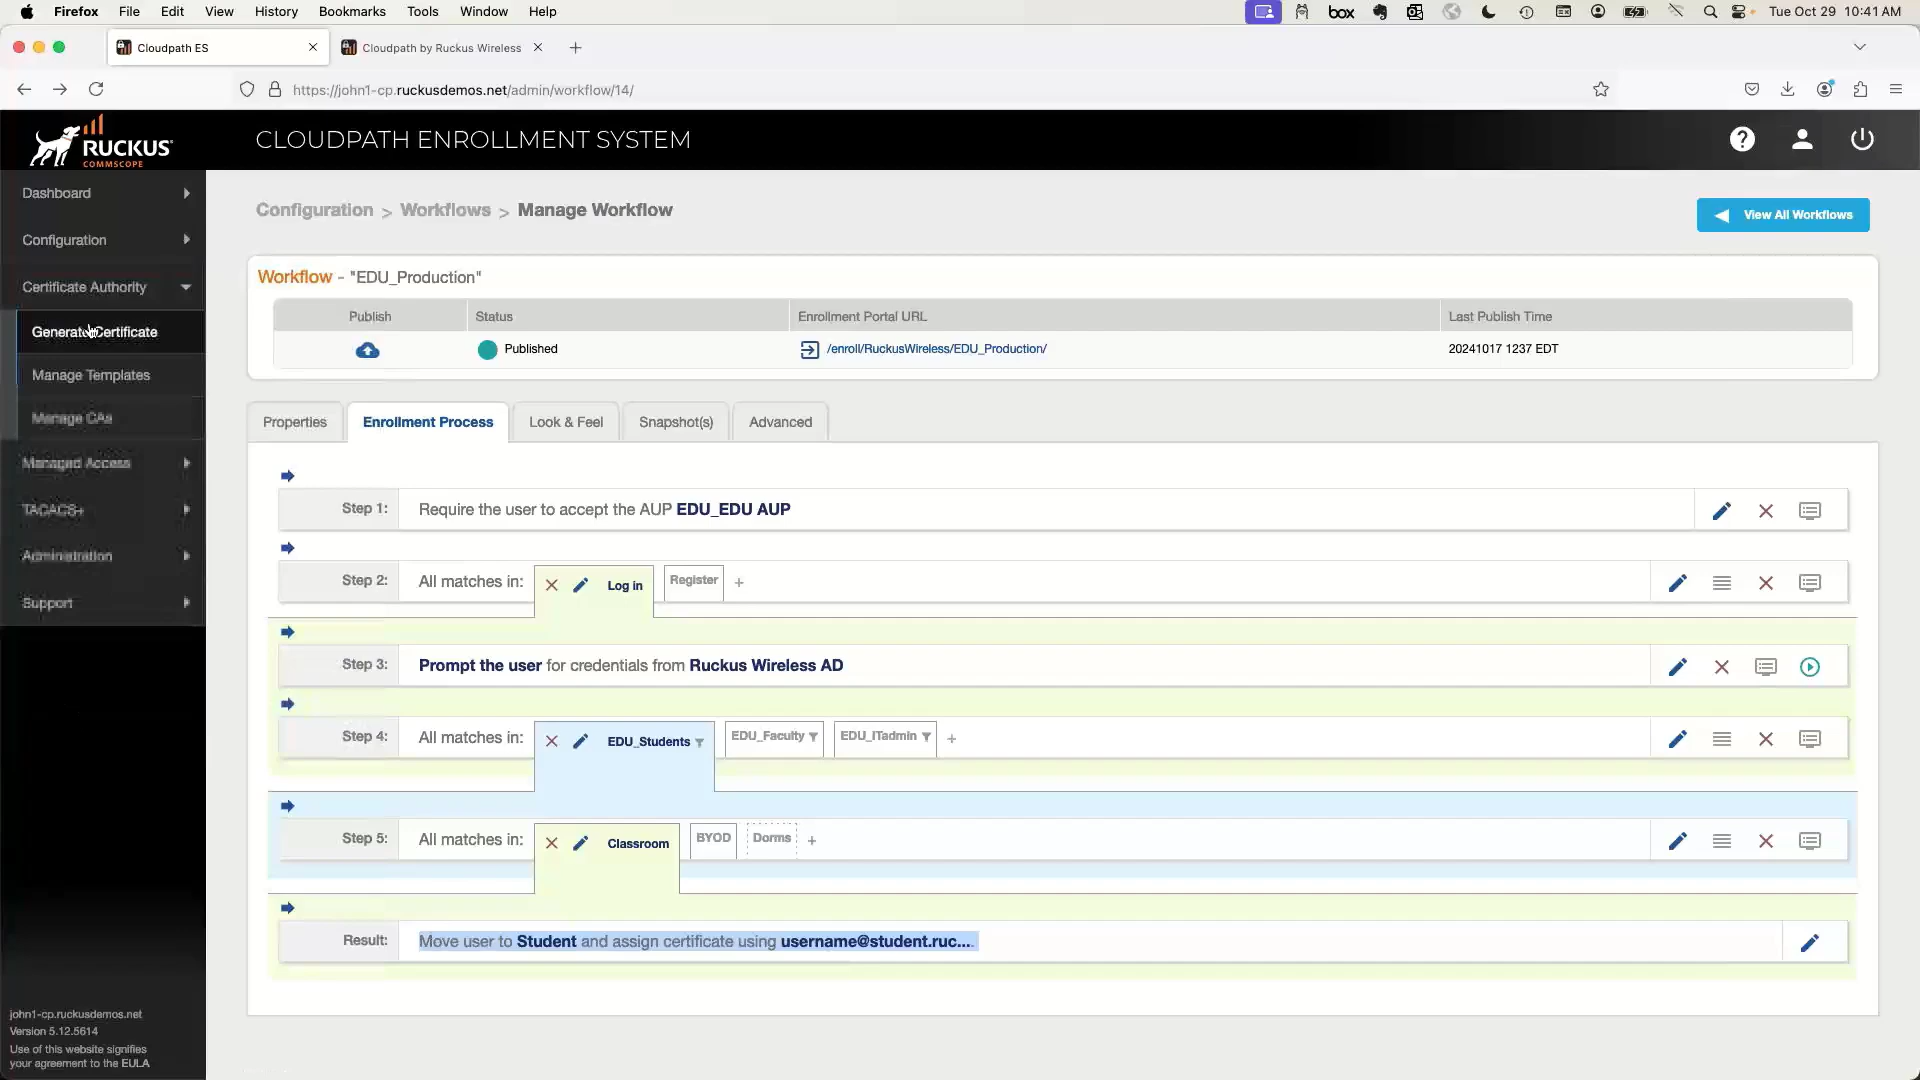 Firefox File Edit View History Bookmarks Tools Window Help box Tue Oct 29 10:41 AM
Cloudpath ES Cloudpath by Ruckus Wireless
https://john1-cp.ruckusdemos.net/admin/workflow/14/
RUCKUS
COMMSCOPE
CLOUDPATH ENROLLMENT SYSTEM
Dashboard
Configuration
Certificate Authority
Generate Certificate
Manage Templates
Manage CAs
Managed Access
TACACS+
Administration
Support
john1-cp.ruckusdemos.net
Version 5.12.5614
Use of this website signifies
your agreement to the EULA
Configuration > Workflows > Manage Workflow
View All Workflows
Workflow - "EDU_Production"
Publish Status Enrollment Portal URL Last Publish Time
Published /enroll/RuckusWireless/EDU_Production/ 20241017 1237 EDT
Properties Enrollment Process Look & Feel Snapshot(s) Advanced
Step 1: Require the user to accept the AUP EDU_EDU AUP
Step 2: All matches in: Log in Register +
Step 3: Prompt the user for credentials from Ruckus Wireless AD
Step 4: All matches in: EDU_Students EDU_Faculty EDU_ITadmin +
Step 5: All matches in: Classroom BYOD Dorms +
Result: Move user to Student and assign certificate using username@student.ruc....